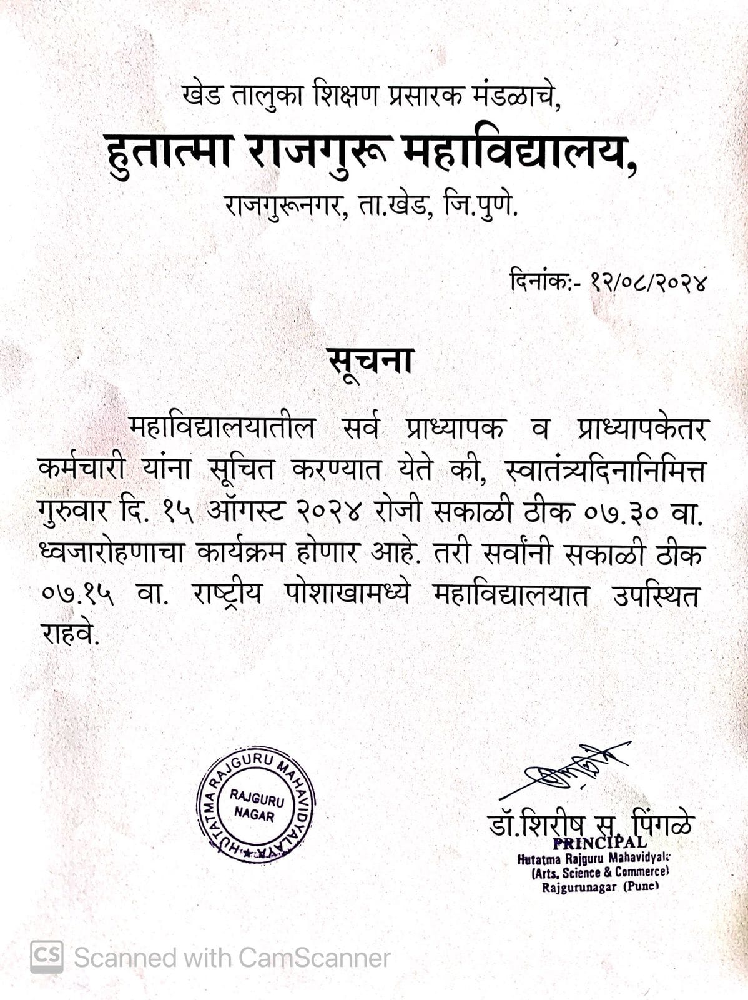 खेड तालुका शिक्षण प्रसारक मंडळाचे,
हुतात्मा राजगुरू महाविद्यालय,
राजगुरूनगर, ता.खेड, जि.पुणे.
दिनांक:- १२/०८/२०२४
सूचना
महाविद्यालयातील सर्व प्राध्यापक व प्राध्यापकेतर
कर्मचारी यांना सूचित करण्यात येते की, स्वातंत्र्यदिनानिमित्त
गुरुवार दि. १५ ऑगस्ट २०२४ रोजी सकाळी ठीक ०७.३० वा.
ध्वजारोहणाचा कार्यक्रम होणार आहे. तरी सर्वांनी सकाळी ठीक
०७.१५ वा. राष्ट्रीय पोशाखामध्ये महाविद्यालयात उपस्थित
राहवे.
HUTATMA RAJGURU MAHAVIDYALAYA
RAJGURU
NAGAR
डॉ.शिरीष स. पिंगळे
PRINCIPAL
Hutatma Rajguru
(Arts, Science & Commerce)
Rajgurunagar (Pune)
CS Scanned with CamScanner